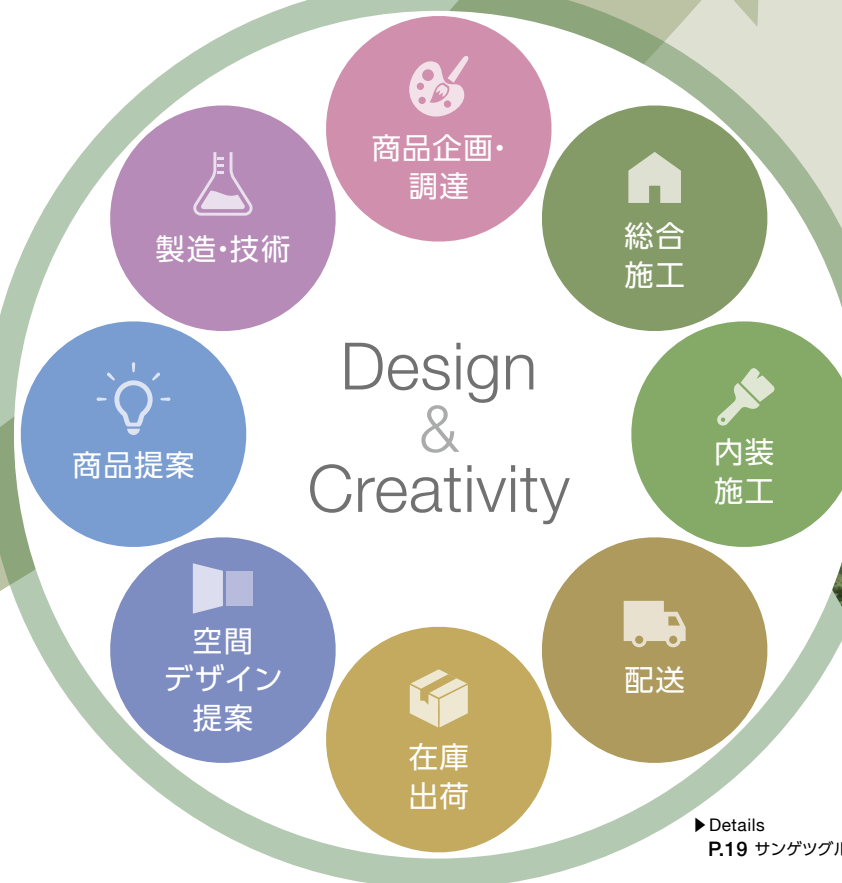 商品企画・
調達
総合
施工
内装
施工
配送
在庫
出荷
空間
デザイン
提案
商品提案
製造・技術
Design
&
Creativity
▶Details
P.19 サンゲツグル